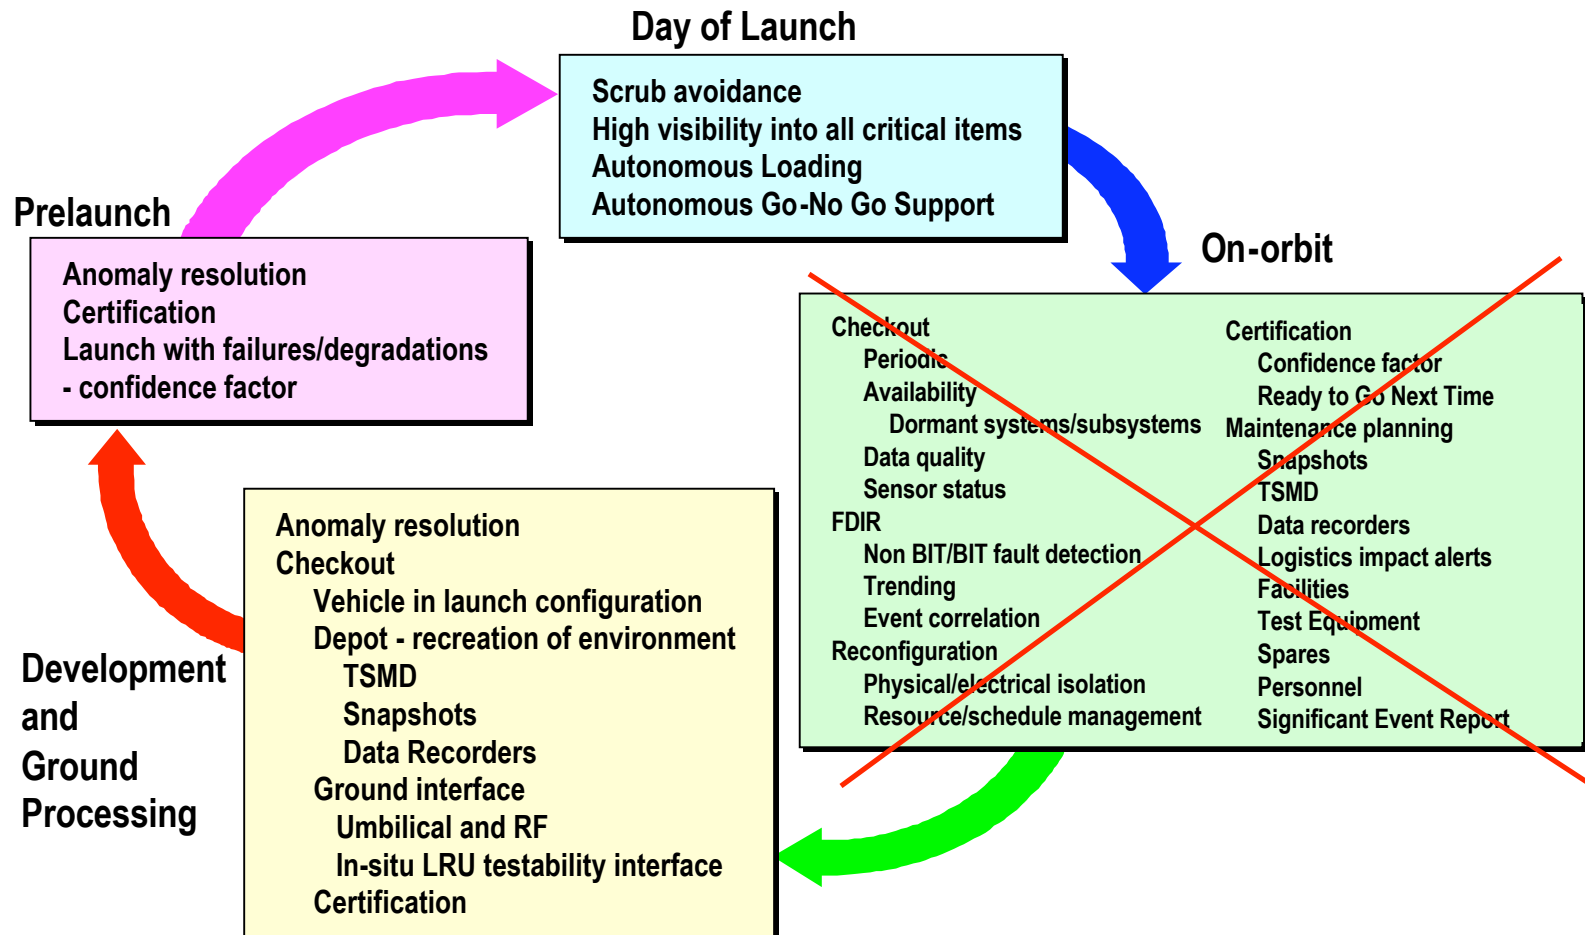 Day of Launch
Scrub avoidance
High visibility into all critical items
Autonomous Loading
Autonomous Go-No Go Support
Prelaunch
Anomaly resolution
Certification
Launch with failures/degradations
- confidence factor
On-orbit
Checkout
Periodic
Availability
Dormant systems/subsystems
Data quality
Sensor status
FDIR
Non BIT/BIT fault detection
Trending
Event correlation
Reconfiguration
Physical/electrical isolation
Resource/schedule management
Certification
Confidence factor
Ready to Go Next Time
Maintenance planning
Snapshots
TSMD
Data recorders
Logistics impact alerts
Facilities
Test Equipment
Spares
Personnel
Significant Event Report
Development
and
Ground
Processing
Anomaly resolution
Checkout
Vehicle in launch configuration
Depot - recreation of environment
TSMD
Snapshots
Data Recorders
Ground interface
Umbilical and RF
In-situ LRU testability interface
Certification